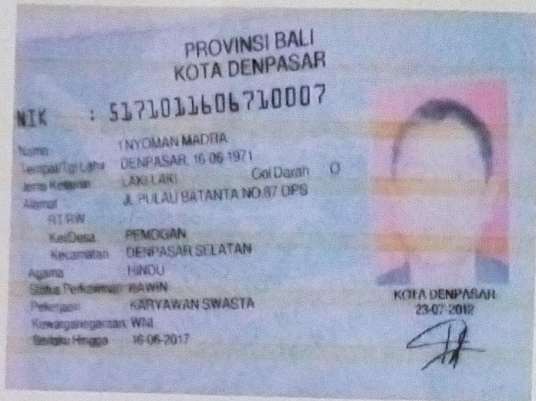 PROVINSI BALI
KOTA DENPASAR
NIK : 5171011606710007
Nama I NYOMAN MADRA
Tempat/Tgl Lahir DENPASAR, 16-06-1971
Jenis Kelamin LAKI-LAKI Gol Darah O
Alamat JL PULAU BATANTA NO.67 DPS
RT/RW
Kel/Desa PEMOGAN
Kecamatan DENPASAR SELATAN
Agama HINDU
Status Perkawinan KAWIN
Pekerjaan KARYAWAN SWASTA
Kewarganegaraan WNI
Berlaku Hingga 16-06-2017
KOTA DENPASAR
23-07-2012